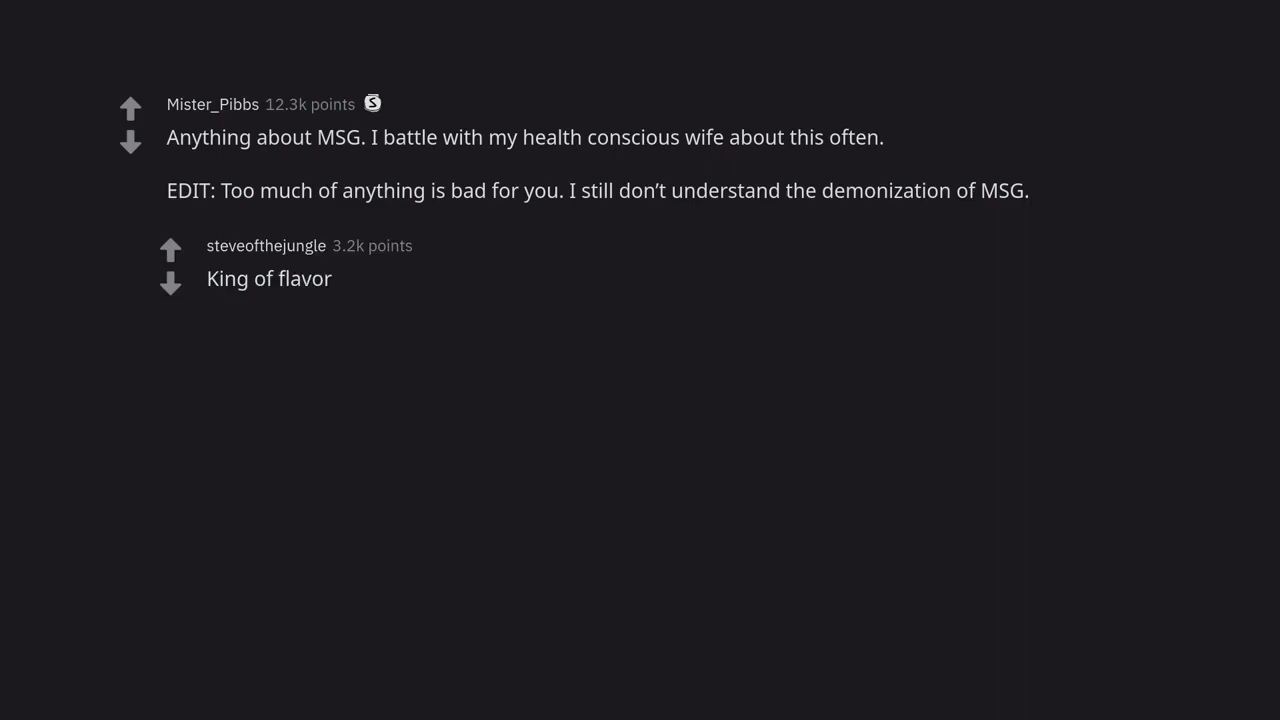 Mister_Pibbs 12.3k points
Anything about MSG. I battle with my health conscious wife about this often.
EDIT: Too much of anything is bad for you. I still don’t understand the demonization of MSG.
steveofthejungle 3.2k points
King of flavor